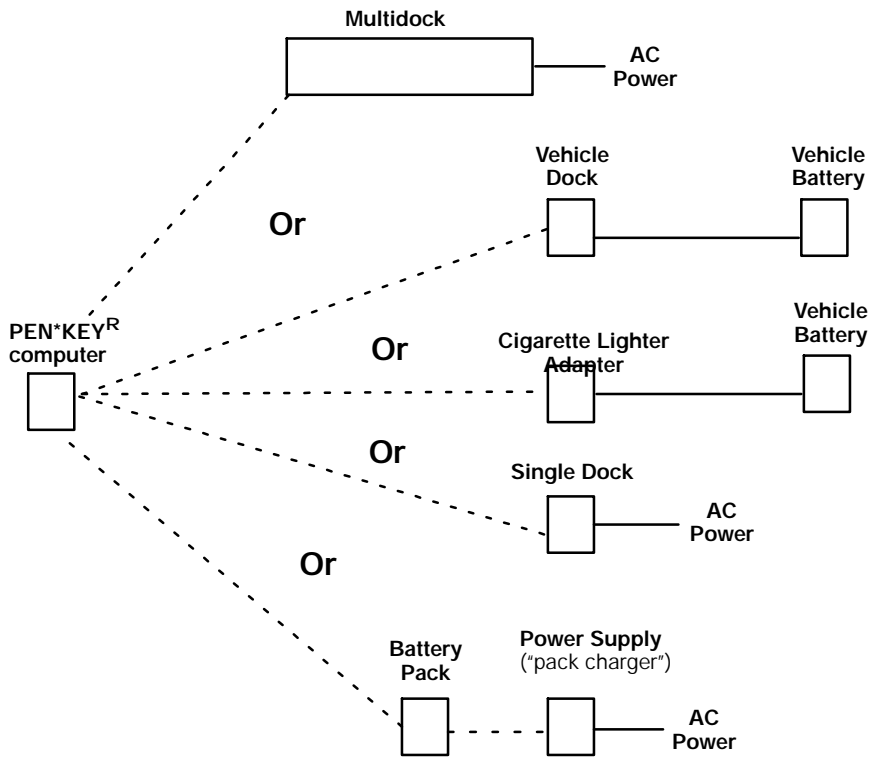 Multidock
AC
Power
Vehicle
Dock
Vehicle
Battery
Or
PEN*KEYR
computer
Or
Cigarette Lighter
Adapter
Vehicle
Battery
Or
Single Dock
AC
Power
Or
Battery
Pack
Power Supply
("pack charger")
AC
Power